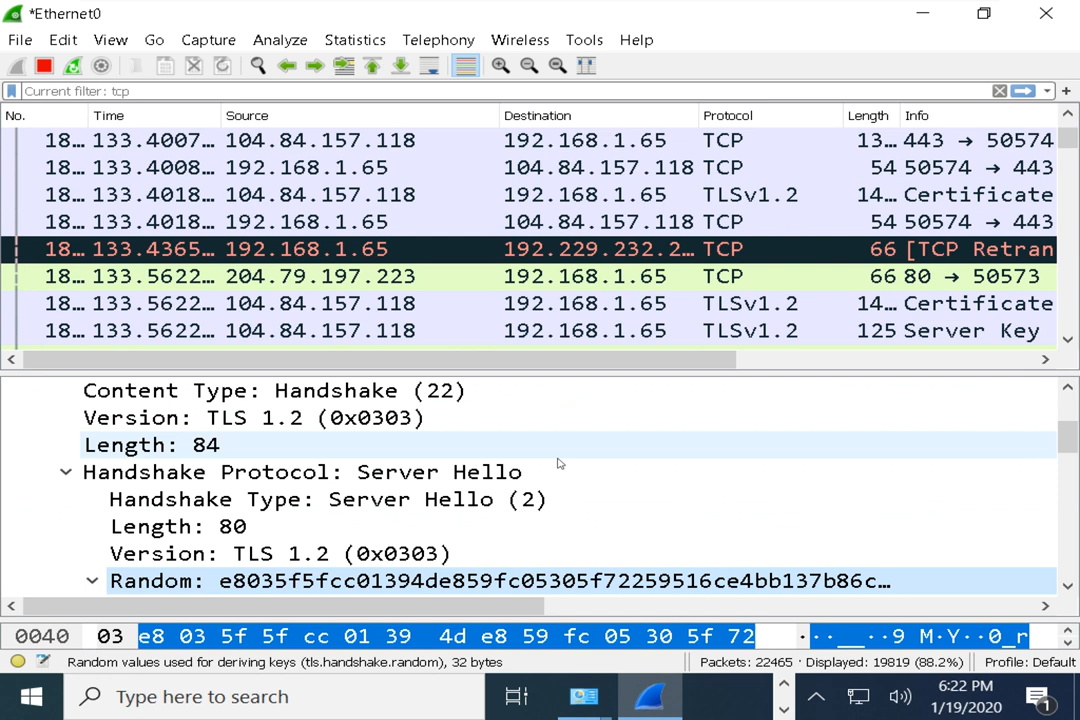 *Ethernet0
File Edit View Go Capture Analyze Statistics Telephony Wireless Tools Help
Current filter: tcp
No. Time Source Destination Protocol Length Info
18… 133.4007… 104.84.157.118 192.168.1.65 TCP 13… 443 → 50574
18… 133.4008… 192.168.1.65 104.84.157.118 TCP 54 50574 → 443
18… 133.4018… 104.84.157.118 192.168.1.65 TLSv1.2 14… Certificate
18… 133.4018… 192.168.1.65 104.84.157.118 TCP 54 50574 → 443
18… 133.4365… 192.168.1.65 192.229.232.2… TCP 66 [TCP Retran
18… 133.5622… 204.79.197.223 192.168.1.65 TCP 66 80 → 50573
18… 133.5622… 104.84.157.118 192.168.1.65 TLSv1.2 14… Certificate
18… 133.5622… 104.84.157.118 192.168.1.65 TLSv1.2 125 Server Key
Content Type: Handshake (22)
Version: TLS 1.2 (0x0303)
Length: 84
Handshake Protocol: Server Hello
Handshake Type: Server Hello (2)
Length: 80
Version: TLS 1.2 (0x0303)
Random: e8035f5fcc01394de859fc05305f72259516ce4bb137b86c…
0040 03 e8 03 5f 5f cc 01 39 4d e8 59 fc 05 30 5f 72 ···__··9 M·Y··0_r
Random values used for deriving keys (tls.handshake.random), 32 bytes Packets: 22465 · Displayed: 19819 (88.2%) Profile: Default
Type here to search
6:22 PM
1/19/2020
1